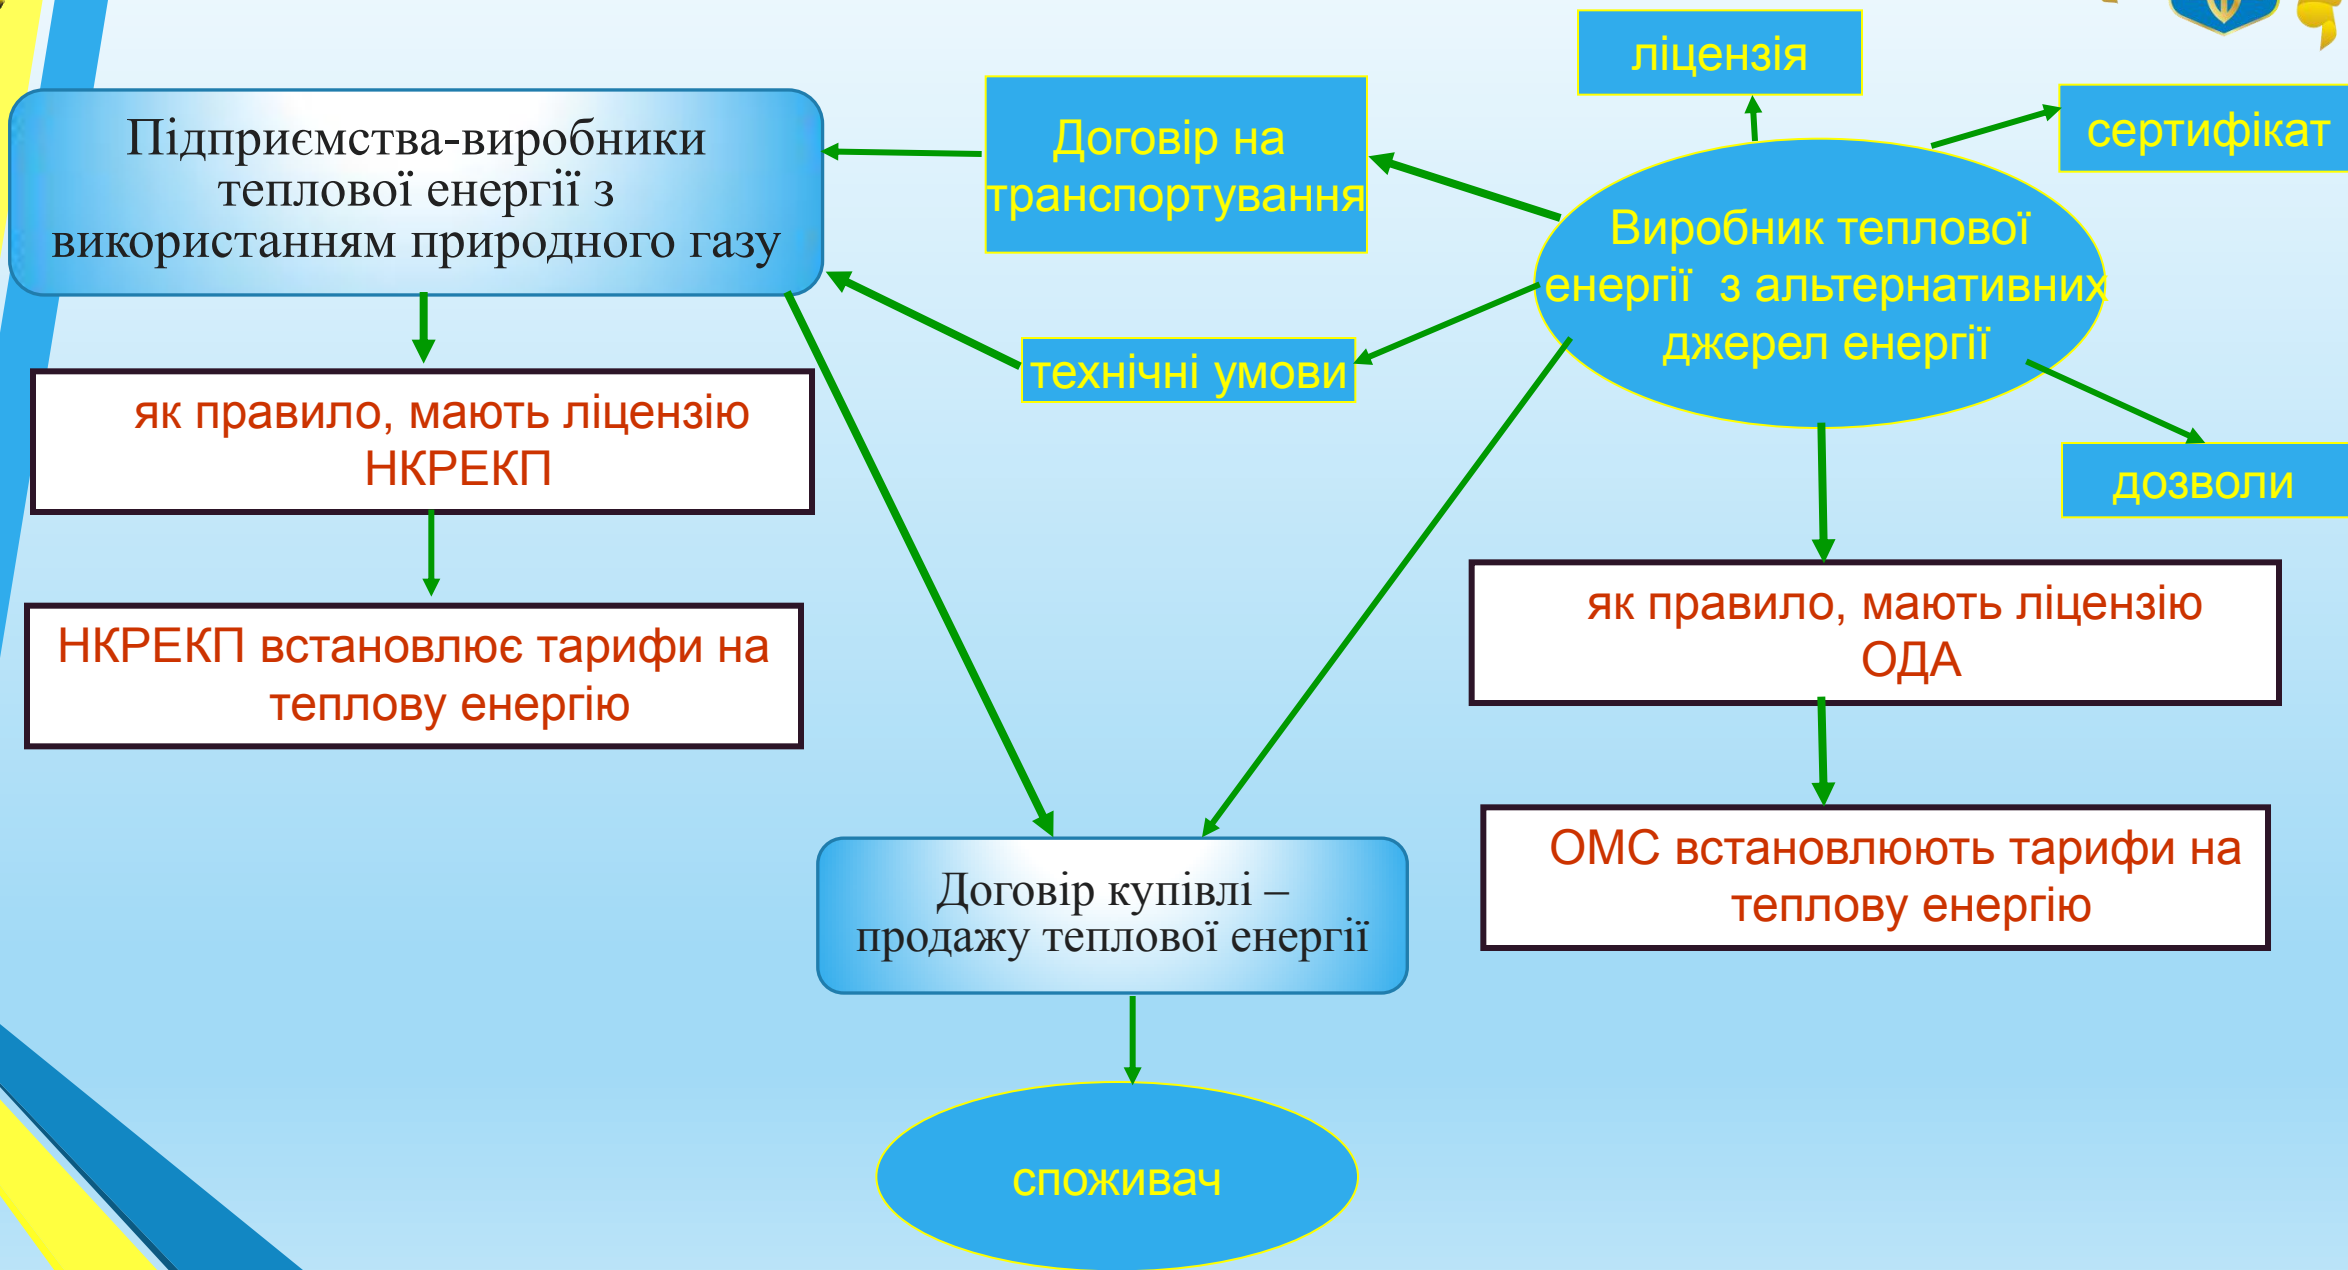 ліцензія
сертифікат
Підприємства-виробники
теплової енергії з
використанням природного газу
Договір на
транспортування
Виробник теплової
енергії з альтернативних
джерел енергії
технічні умови
дозволи
як правило, мають ліцензію
НКРЕКП
НКРЕКП встановлює тарифи на
теплову енергію
як правило, мають ліцензію
ОДА
ОМС встановлюють тарифи на
теплову енергію
Договір купівлі –
продажу теплової енергії
споживач